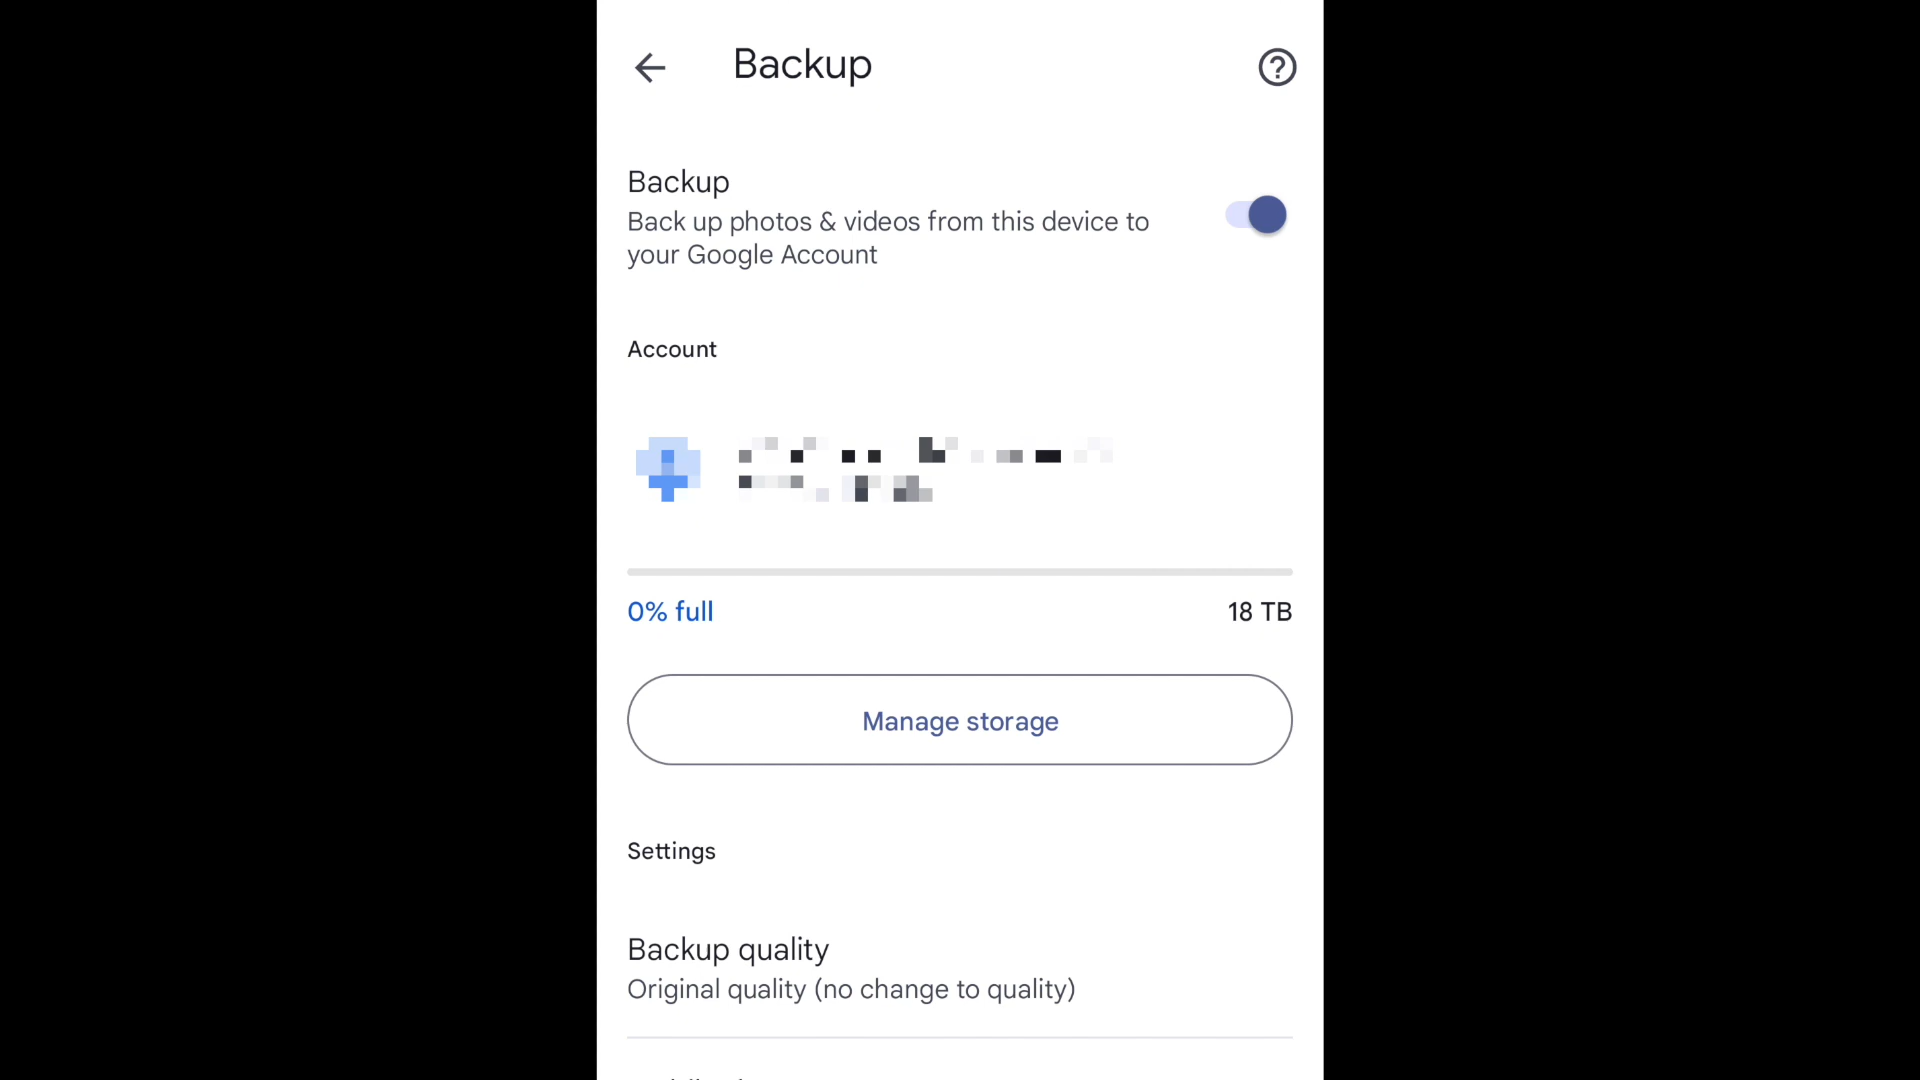 Backup
Backup
Back up photos & videos from this device to
your Google Account
Account
0% full
18 TB
Manage storage
Settings
Backup quality
Original quality (no change to quality)